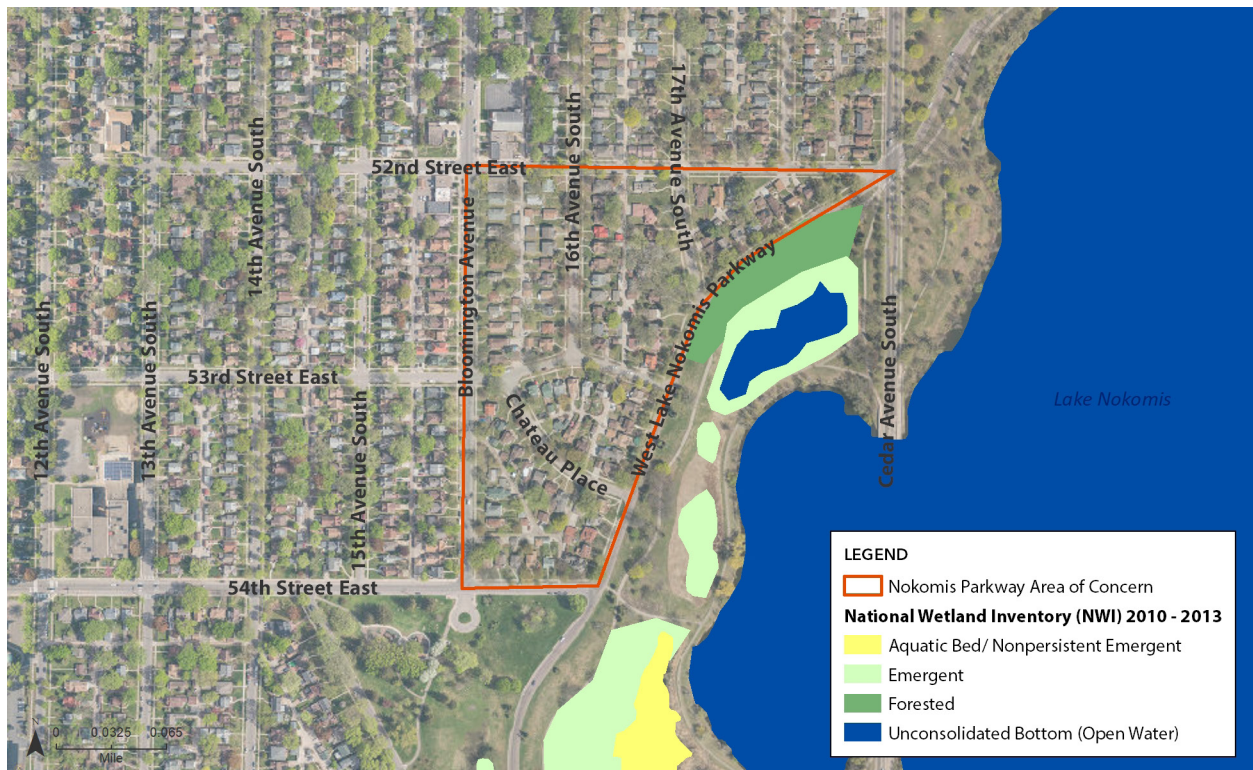 17th Avenue South
16th Avenue South
14th Avenue South
52nd Street East
Bloomington Avenue
West Lake Nokomis Parkway
12th Avenue South
13th Avenue South
53rd Street East
15th Avenue South
Chateau Place
Cedar Avenue South
Lake Nokomis
54th Street East
LEGEND
Nokomis Parkway Area of Concern
National Wetland Inventory (NWI) 2010 - 2013
Aquatic Bed/ Nonpersistent Emergent
Emergent
Forested
Unconsolidated Bottom (Open Water)
0 0.0325 0.065
Mile